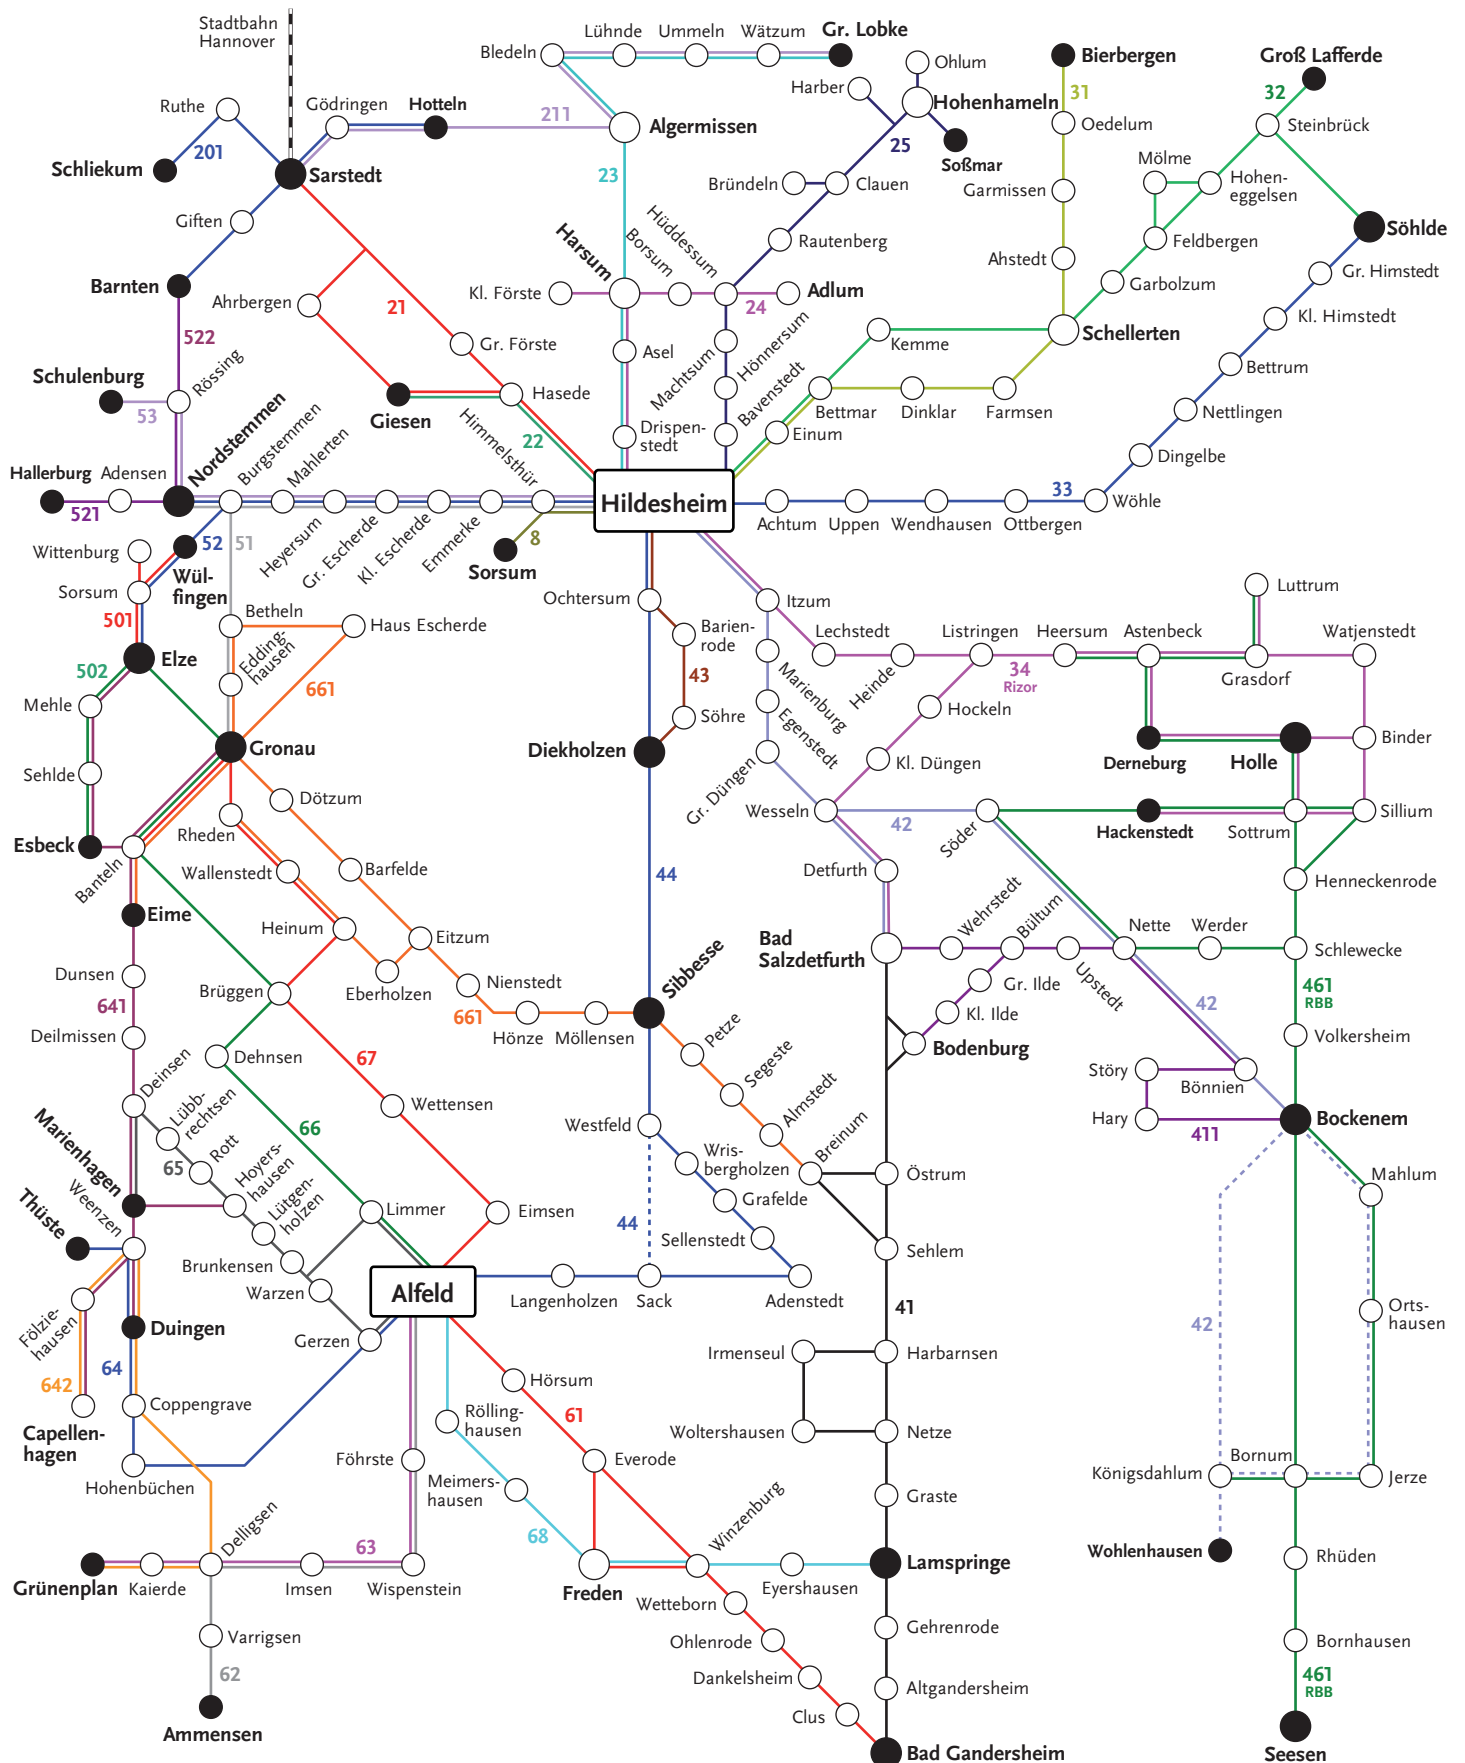 Stadtbahn
Hannover
Lühnde
Ummeln
Wätzum
Gr. Lobke
Bledeln
Ohlum
Bierbergen
Groß Lafferde
Ruthe
Gödringen
Hotteln
211
Algermissen
Harber
Hohenhameln
31
32
Oedelum
Steinbrück
201
25
Soßmar
Schliekum
Sarstedt
23
Bründeln
Clauen
Garmissen
Mölme
Hohen-
eggelsen
Giften
Harsum
Borsum
Hüddessum
Rautenberg
Feldbergen
Söhlde
Ahstedt
Barnten
Kl. Förste
24
Adlum
Garbolzum
Gr. Himstedt
Ahrbergen
21
522
Gr. Förste
Asel
Machtsum
Hönnersum
Kemme
Schellerten
Kl. Himstedt
Schulenburg
Rössing
Bettrum
53
Giesen
Hasede
22
Himmelsthür
Drispen-
stedt
Bavenstedt
Bettmar
Dinklar
Farmsen
Nettlingen
Einum
Nordstemmen
Burgstemmen
Mahlerten
Dingelbe
Hallerburg
Adensen
521
Hildesheim
33
Achtum
Uppen
Wendhausen
Ottbergen
Wöhle
Heyersum
Gr. Escherde
Kl. Escherde
Emmerke
8
Sorsum
52
51
Wittenburg
Wül-
fingen
Sorsum
501
Betheln
Haus Escherde
Edding-
hausen
Ochtersum
Barien-
rode
Itzum
Luttrum
Lechstedt
Listringen
Heersum
Astenbeck
Watjenstedt
Elze
502
661
43
Marienburg
Heinde
34
Rizor
Grasdorf
Mehle
Söhre
Egenstedt
Hockeln
Gronau
Diekholzen
Gr. Düngen
Kl. Düngen
Derneburg
Holle
Binder
Sehlde
Dötzum
Wesseln
42
Söder
Hackenstedt
Sottrum
Sillium
Esbeck
Rheden
Banteln
Wallenstedt
Barfelde
44
Detfurth
Henneckenrode
Eime
Heinum
Eitzum
Wehrstedt
Bültum
Nette
Werder
Bad
Salzdetfurth
Schlewecke
Dunsen
Brüggen
Eberholzen
Nienstedt
Sibbesse
Gr. Ilde
Upstedt
461
RBB
641
661
Kl. Ilde
42
Deilmissen
Hönze
Möllensen
Petze
Bodenburg
Volkersheim
Dehnsen
67
Segeste
Störy
Bönnien
Deinsen
Lübb-
rechtsen
Wettensen
Almstedt
Hary
411
Bockenem
Marienhagen
66
Westfeld
Breinum
65
Rott
Wris-
bergholzen
Östrum
Mahlum
Thüste
Weenzen
Hoyers-
hausen
Lütgen-
holzen
Limmer
Eimsen
Grafelde
44
Sellenstedt
Sehlem
Brunkensen
Warzen
Alfeld
Langenholzen
Sack
Adenstedt
41
Fölzie-
hausen
Duingen
Gerzen
42
Orts-
hausen
64
Irmenseul
Harbarnsen
642
Hörsum
Coppengrave
Capellen-
hagen
Rölling-
hausen
61
Woltershausen
Netze
Hohenbüchen
Föhrste
Everode
Königsdahlum
Bornum
Jerze
Meimers-
hausen
Graste
Delligsen
68
Winzenburg
Wohlenhausen
63
Lamspringe
Rhüden
Grünenplan
Kaierde
Imsen
Wispenstein
Freden
Eyershausen
Wetteborn
Varrigsen
Gehrenrode
Ohlenrode
Bornhausen
62
Dankelsheim
Altgandersheim
461
RBB
Ammensen
Clus
Bad Gandersheim
Seesen